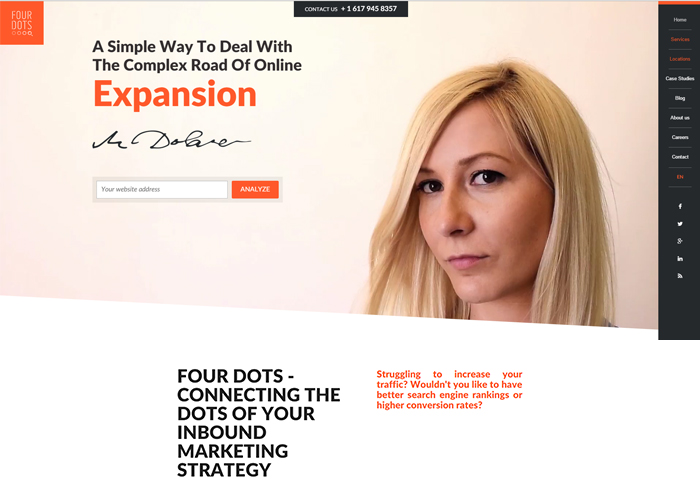 FOUR
DOTS
CONTACT US + 1 617 945 8357
A Simple Way To Deal With
The Complex Road Of Online
Expansion
Your website address
ANALYZE
Home
Services
Locations
Case Studies
Blog
About us
Careers
Contact
EN
FOUR DOTS -
CONNECTING THE
DOTS OF YOUR
INBOUND
MARKETING
STRATEGY
Struggling to increase your
traffic? Wouldn't you like to have
better search engine rankings or
higher conversion rates?